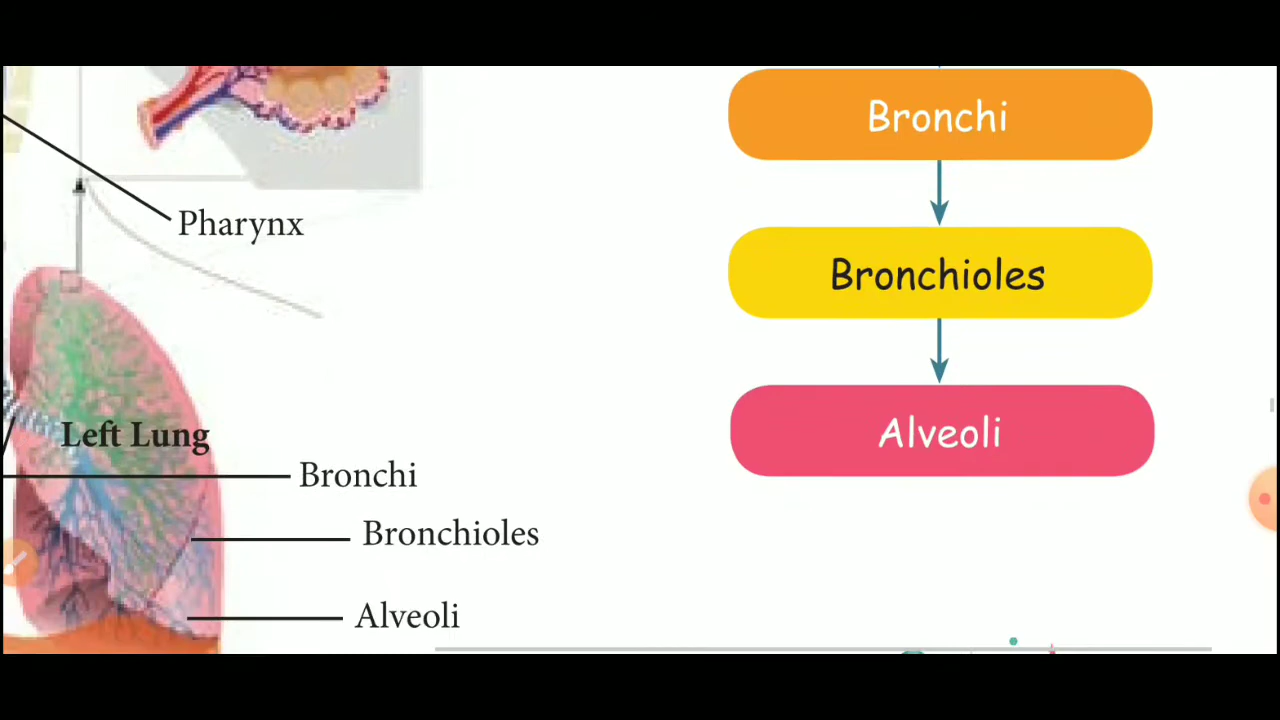 Pharynx
Left Lung
Bronchi
Bronchioles
Alveoli
Bronchi
Bronchioles
Alveoli